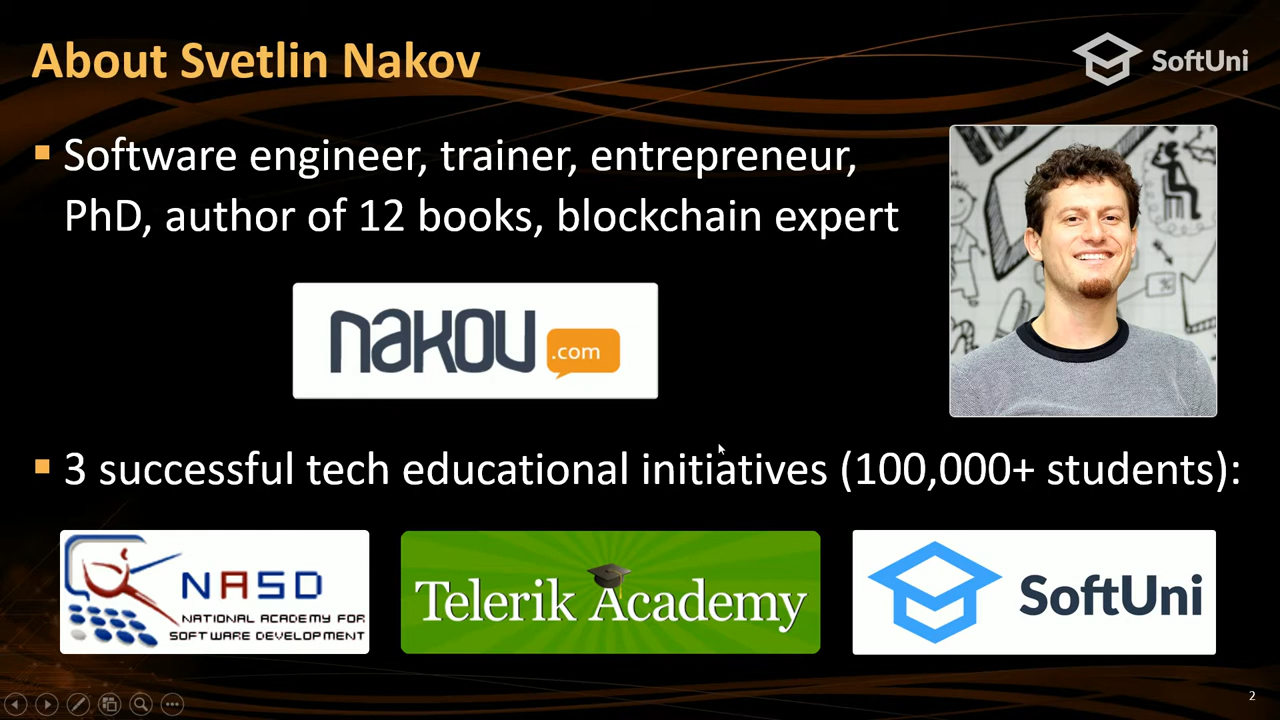 About Svetlin Nakov
SoftUni
▪ Software engineer, trainer, entrepreneur,
PhD, author of 12 books, blockchain expert
nakov .com
▪ 3 successful tech educational initiatives (100,000+ students):
NASD
NATIONAL ACADEMY FOR
SOFTWARE DEVELOPMENT
Telerik Academy
SoftUni
2